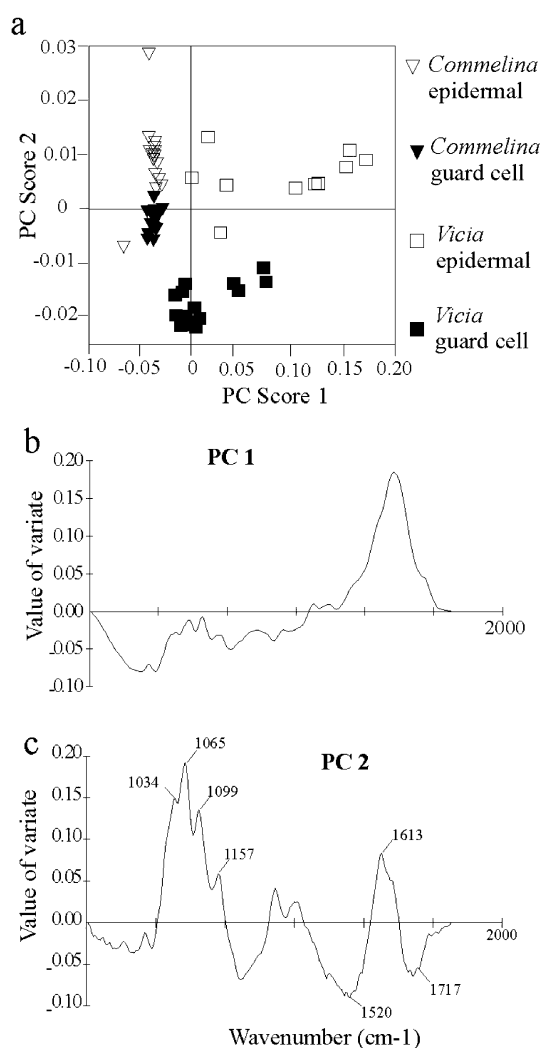 a
0.03
0.02
0.01
0
-0.01
-0.02
PC Score 2
-0.10 -0.05 0 0.05 0.10 0.15 0.20
PC Score 1
Commelina
epidermal
Commelina
guard cell
Vicia
epidermal
Vicia
guard cell
b
PC 1
0.20
0.15
0.10
0.05
0.00
-0.05
-0.10
Value of variate
2000
c
PC 2
0.20
0.15
0.10
0.05
0.00
-0.05
-0.10
Value of variate
1034
1065
1099
1157
1613
1520
1717
2000
Wavenumber (cm-1)